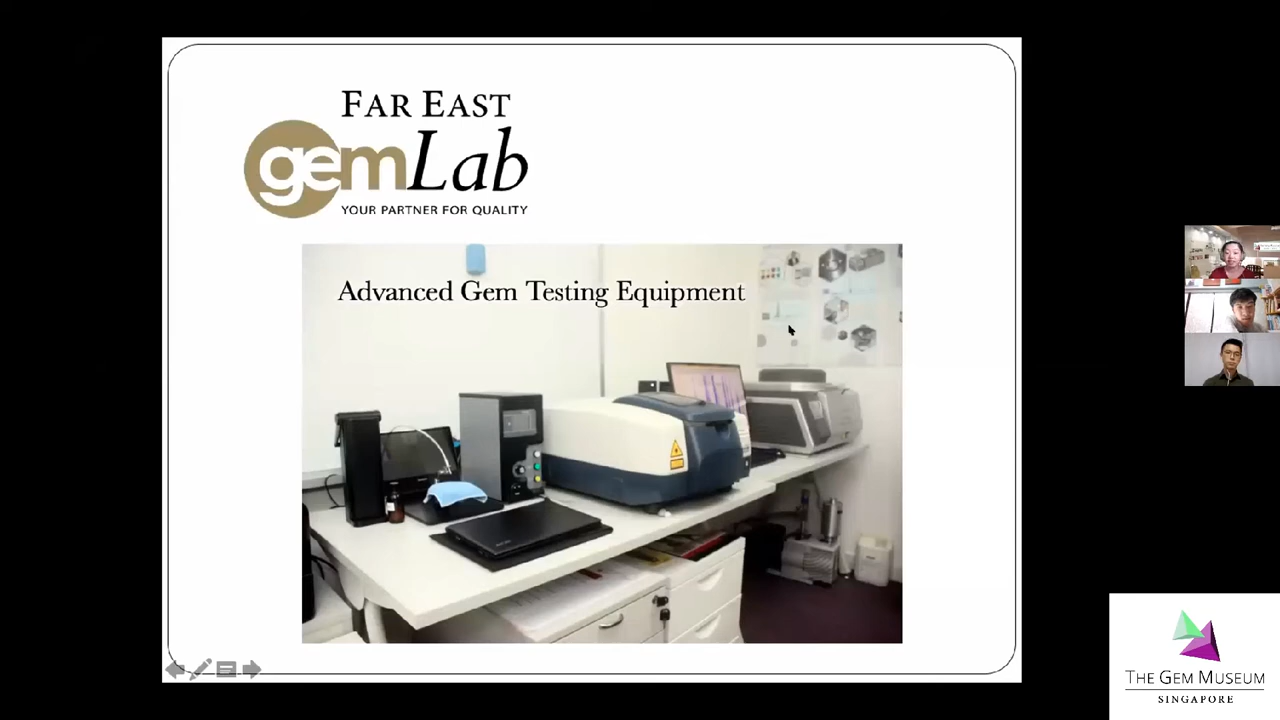 FAR EAST
gemLab
YOUR PARTNER FOR QUALITY
Advanced Gem Testing Equipment
THE GEM MUSEUM
SINGAPORE